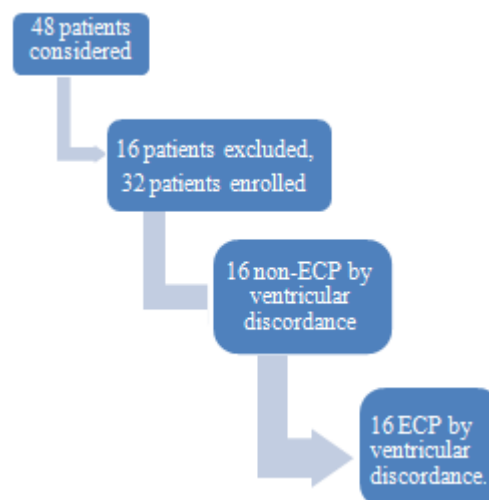 48 patients
considered
16 patients excluded,
32 patients enrolled
16 non-ECP by
ventricular
discordance
16 ECP by
ventricular
discordance.